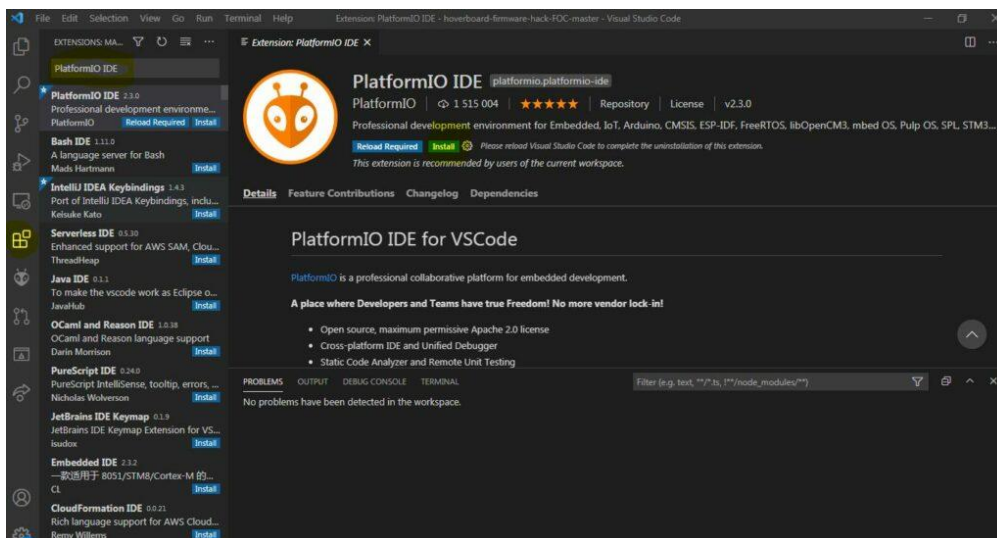 File Edit Selection View Go Run Terminal Help Extension: PlatformIO IDE - hoverboard-firmware-hack-FOC-master - Visual Studio Code
EXTENSIONS: MA...
PlatformIO IDE
PlatformIO IDE 2.3.0
Professional development environme...
PlatformIO Reload Required Install
Bash IDE 1.11.0
A language server for Bash
Mads Hartmann Install
IntelliJ IDEA Keybindings 1.4.3
Port of IntelliJ IDEA Keybindings, inclu...
Keisuke Kato Install
Serverless IDE 0.5.30
Enhanced support for AWS SAM, Clou...
ThreadHeap Install
Java IDE 0.1.1
To make the vscode work as Eclipse o...
JavaHub Install
OCaml and Reason IDE 1.0.38
OCaml and Reason language support
Darin Morrison Install
PureScript IDE 0.24.0
PureScript IntelliSense, tooltip, errors, ...
Nicholas Wolverson Install
JetBrains IDE Keymap 0.1.9
JetBrains IDE Keymap Extension for VS...
isudox Install
Embedded IDE 2.3.2
一款适用于 8051/STM8/Cortex-M 的...
CL Install
CloudFormation IDE 0.0.21
Rich language support for AWS Cloud...
Remy Willems Install
Extension: PlatformIO IDE
PlatformIO IDE platformio.platformio-ide
PlatformIO 1 515 004 Repository License v2.3.0
Professional development environment for Embedded, IoT, Arduino, CMSIS, ESP-IDF, FreeRTOS, libOpenCM3, mbed OS, Pulp OS, SPL, STM3...
Reload Required Install Please reload Visual Studio Code to complete the uninstallation of this extension.
This extension is recommended by users of the current workspace.
Details Feature Contributions Changelog Dependencies
PlatformIO IDE for VSCode
PlatformIO is a professional collaborative platform for embedded development.
A place where Developers and Teams have true Freedom! No more vendor lock-in!
• Open source, maximum permissive Apache 2.0 license
• Cross-platform IDE and Unified Debugger
• Static Code Analyzer and Remote Unit Testing
PROBLEMS OUTPUT DEBUG CONSOLE TERMINAL Filter (e.g. text, **/*.ts, !**/node_modules/**)
No problems have been detected in the workspace.